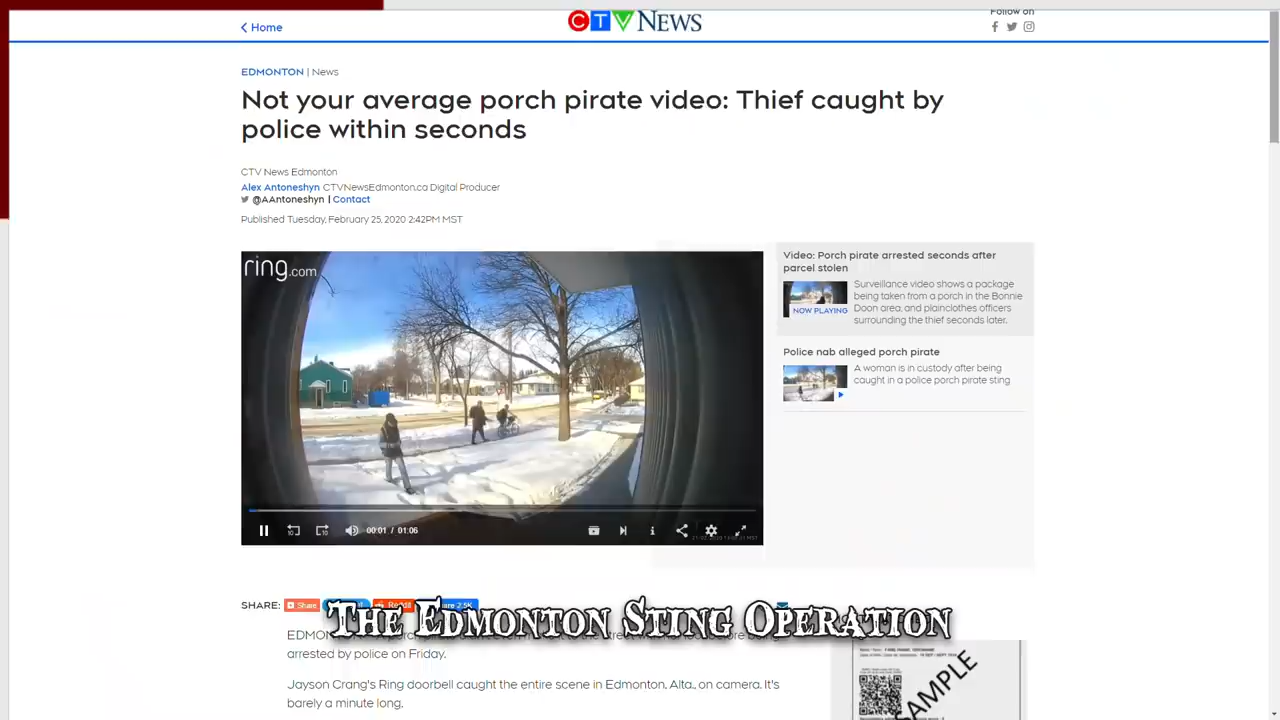 Home
CTV NEWS
Follow on
EDMONTON | News
Not your average porch pirate video: Thief caught by
police within seconds
CTV News Edmonton
Alex Antoneshyn CTVNewsEdmonton.ca Digital Producer
@AAntoneshyn | Contact
Published Tuesday, February 25, 2020 2:42PM MST
ring.com
00:01 / 01:06
Video: Porch pirate arrested seconds after
parcel stolen
NOW PLAYING
Surveillance video shows a package
being taken from a porch in the Bonnie
Doon area, and plainclothes officers
surrounding the thief seconds later.
Police nab alleged porch pirate
A woman is in custody after being
caught in a police porch pirate sting
SHARE: Share Reddit 2.5K
THE EDMONTON STING OPERATION
EDMON
arrested by police on Friday.
Jayson Crang's Ring doorbell caught the entire scene in Edmonton, Alta., on camera. It's
barely a minute long.
SAMPLE